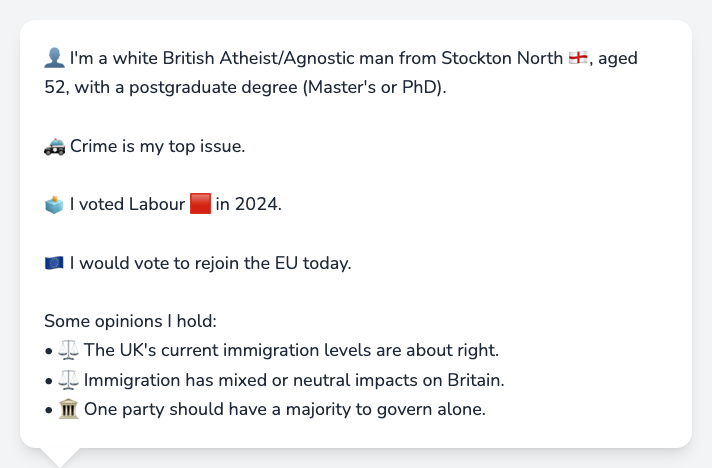 👤 I'm a white British Atheist/Agnostic man from Stockton North 🏴󠁧󠁢󠁥󠁮󠁧󠁿, aged
52, with a postgraduate degree (Master's or PhD).
🚓 Crime is my top issue.
🗳️ I voted Labour 🟥 in 2024.
🇪🇺 I would vote to rejoin the EU today.
Some opinions I hold:
• ⚖️ The UK's current immigration levels are about right.
• ⚖️ Immigration has mixed or neutral impacts on Britain.
• 🏛️ One party should have a majority to govern alone.